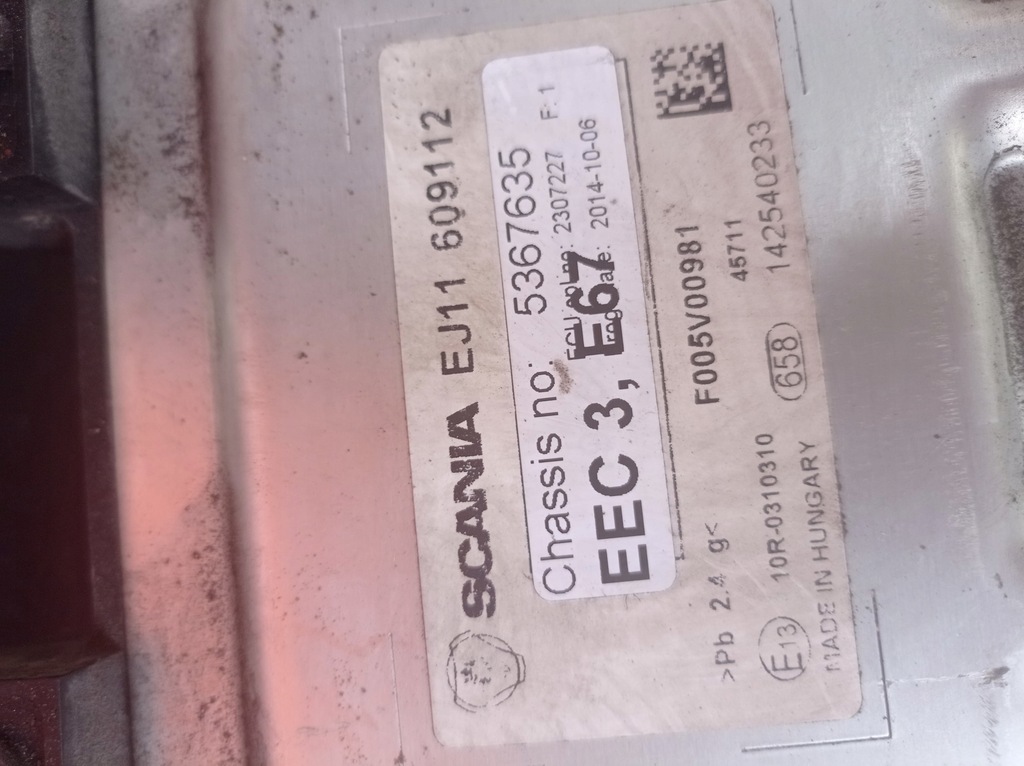 SCANIA EJ11 609112
Chassis no: 5367635
ECU apl no: 2307227 F: 1
EEC 3, E67
Prog date: 2014-10-06
F005V00981
>Pb 2.4 g<
45711
E13 10R-0310310 658 142540233
MADE IN HUNGARY